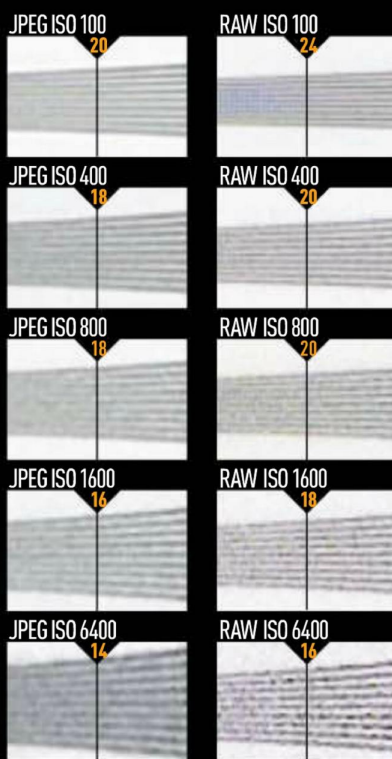 JPEG ISO 100
20
RAW ISO 100
24
JPEG ISO 400
18
RAW ISO 400
20
JPEG ISO 800
18
RAW ISO 800
20
JPEG ISO 1600
16
RAW ISO 1600
18
JPEG ISO 6400
14
RAW ISO 6400
16